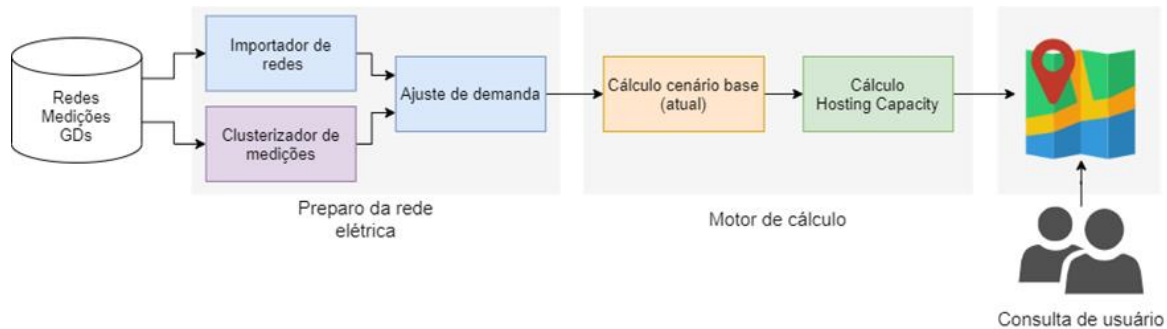 Redes
Medições
GDs
Importador de
redes
Clusterizador de
medições
Ajuste de demanda
Preparo da rede
elétrica
Cálculo cenário base
(atual)
Cálculo
Hosting Capacity
Motor de cálculo
Consulta de usuário